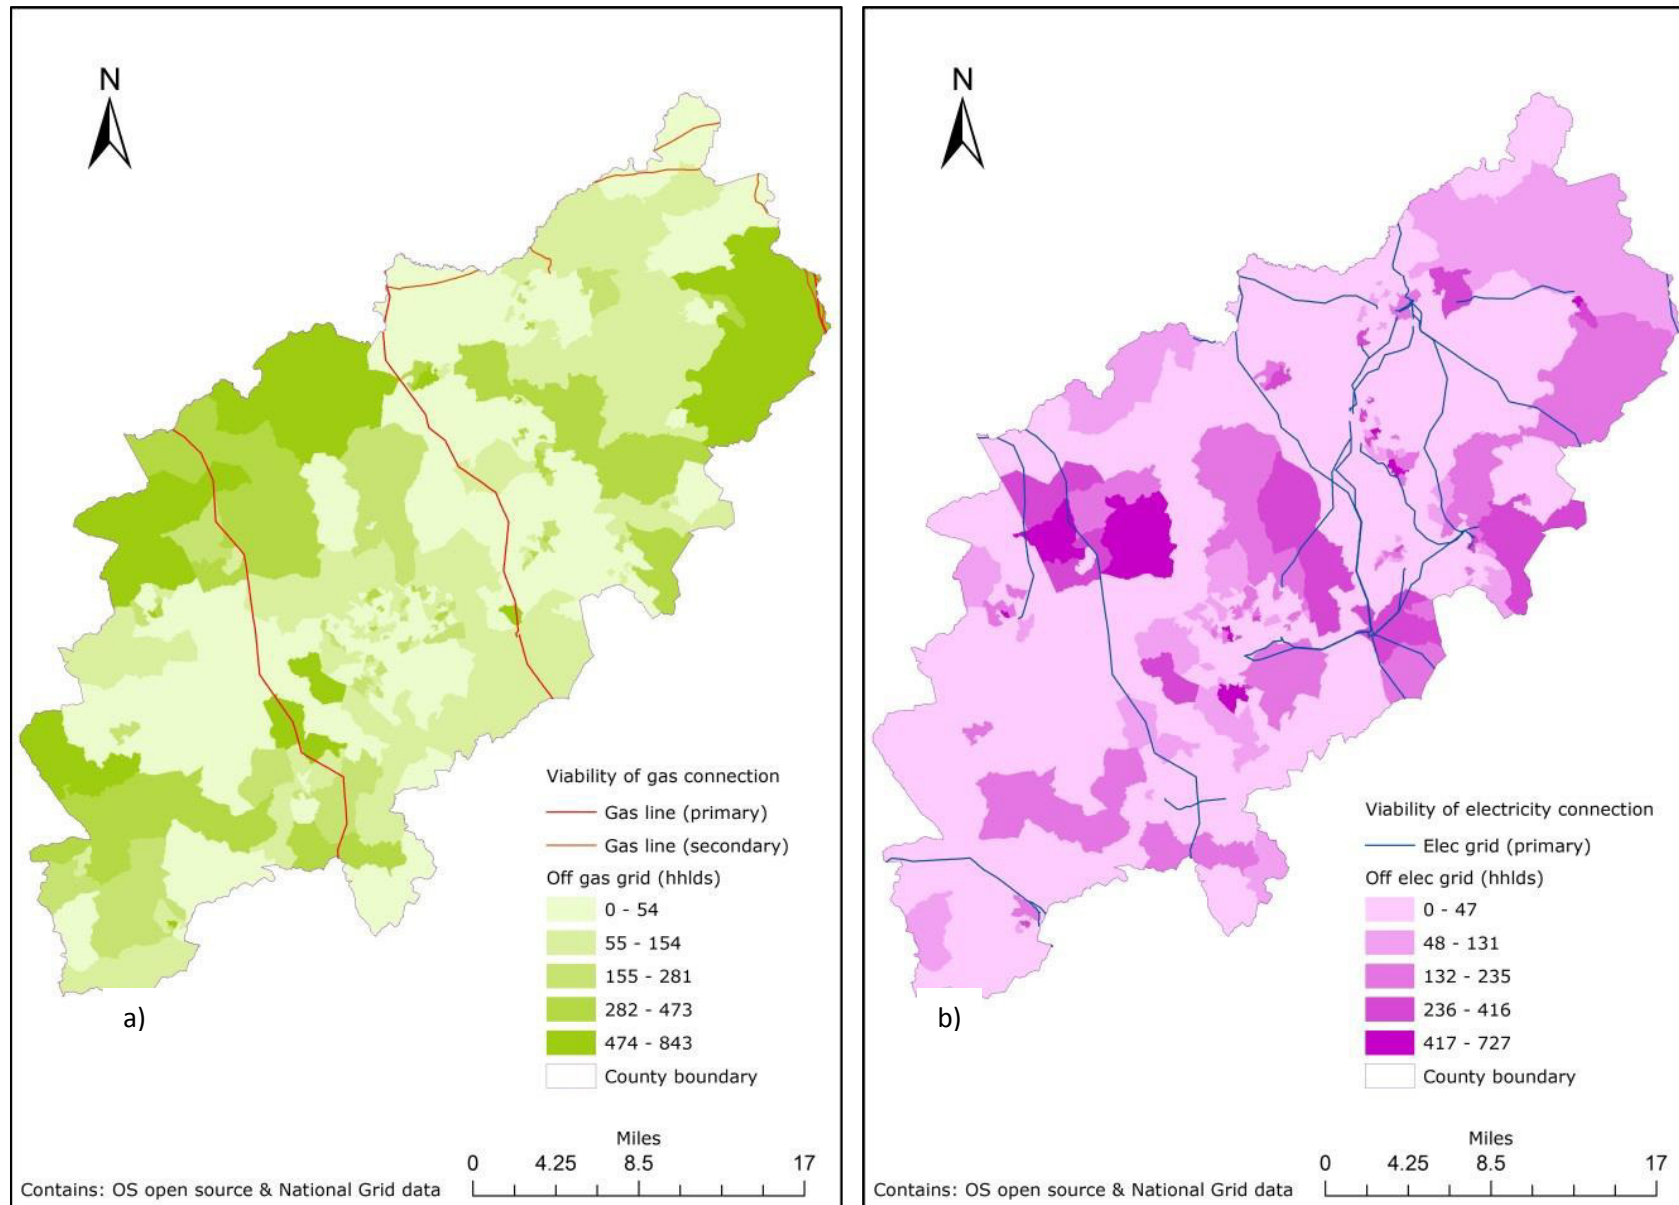 N
Viability of gas connection
Gas line (primary)
Gas line (secondary)
Off gas grid (hhlds)
0 - 54
55 - 154
155 - 281
282 - 473
474 - 843
County boundary
a)
Miles
0 4.25 8.5 17
Contains: OS open source & National Grid data
N
Viability of electricity connection
Elec grid (primary)
Off elec grid (hhlds)
0 - 47
48 - 131
132 - 235
236 - 416
417 - 727
County boundary
b)
Miles
0 4.25 8.5 17
Contains: OS open source & National Grid data